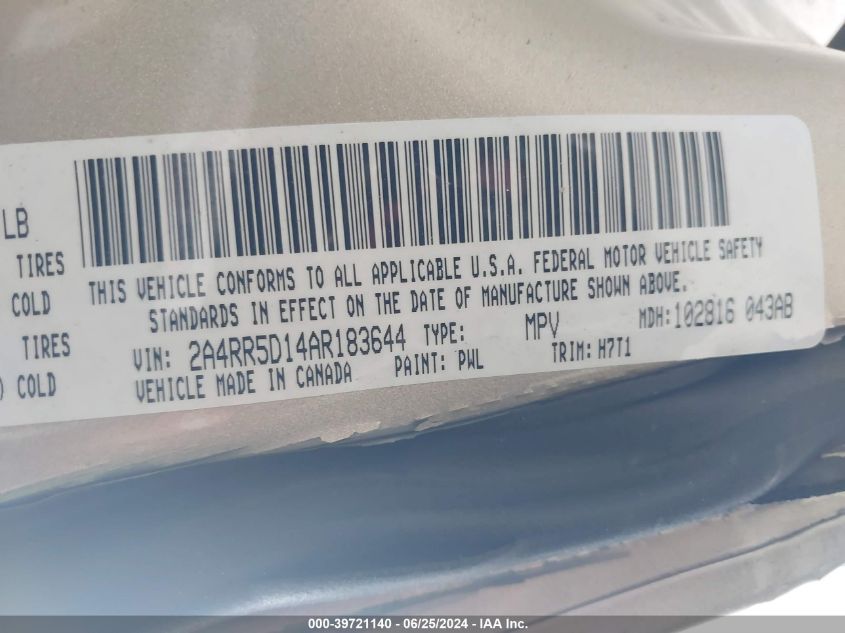 LB
TIRES
COLD
TIRES
) COLD
THIS VEHICLE CONFORMS TO ALL APPLICABLE U.S.A. FEDERAL MOTOR VEHICLE SAFETY
STANDARDS IN EFFECT ON THE DATE OF MANUFACTURE SHOWN ABOVE.
VIN: 2A4RR5D14AR183644 TYPE: MPV MDH:102816 043AB
VEHICLE MADE IN CANADA PAINT: PWL TRIM: H7T1
000-39721140 - 06/25/2024 - IAA Inc.